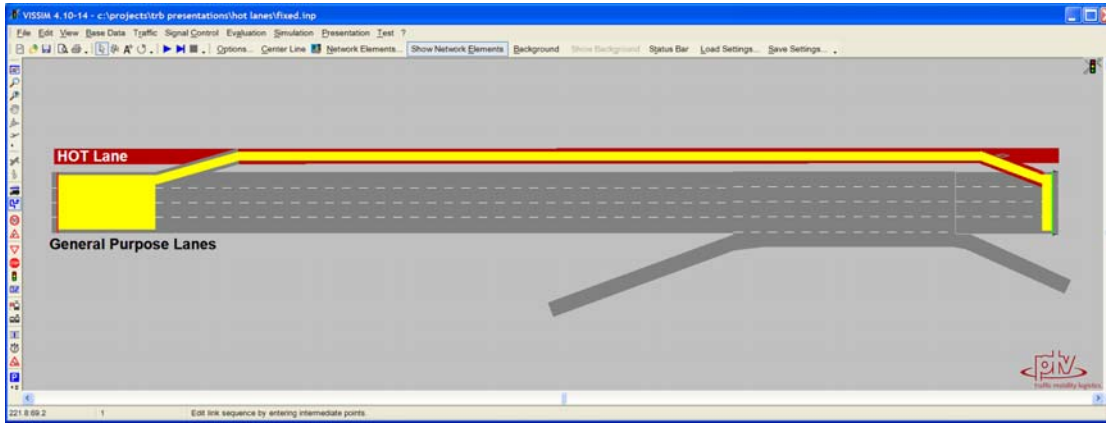 VISSIM 4.10-14 - c:\projects\trb presentations\hot lanes\fixed.inp
File Edit View Base Data Traffic Signal Control Evaluation Simulation Presentation Test ?
Options... Center Line Network Elements... Show Network Elements Background Show Background Status Bar Load Settings... Save Settings...
HOT Lane
General Purpose Lanes
ptv
traffic mobility logistics.
221.8:69.2 1 Edit link sequence by entering intermediate points.